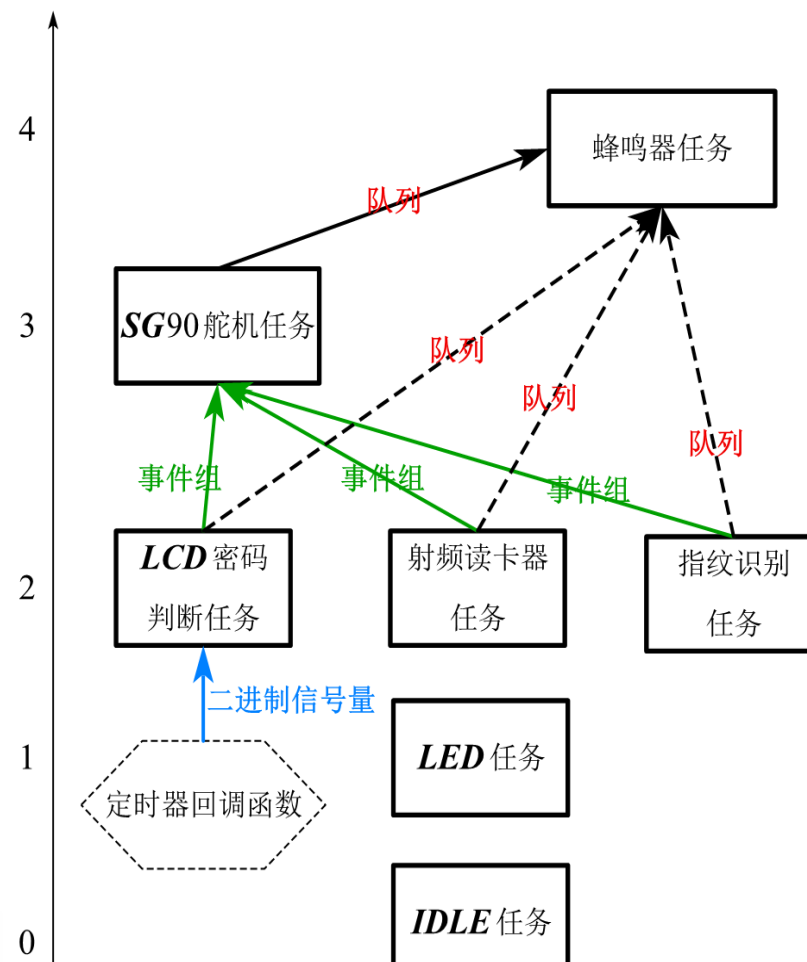 4
蜂鸣器任务
队列
3
SG90舵机任务
队列
队列
队列
事件组
事件组
事件组
2
LCD密码
判断任务
射频读卡器
任务
指纹识别
任务
二进制信号量
1
LED任务
定时器回调函数
0
IDLE任务